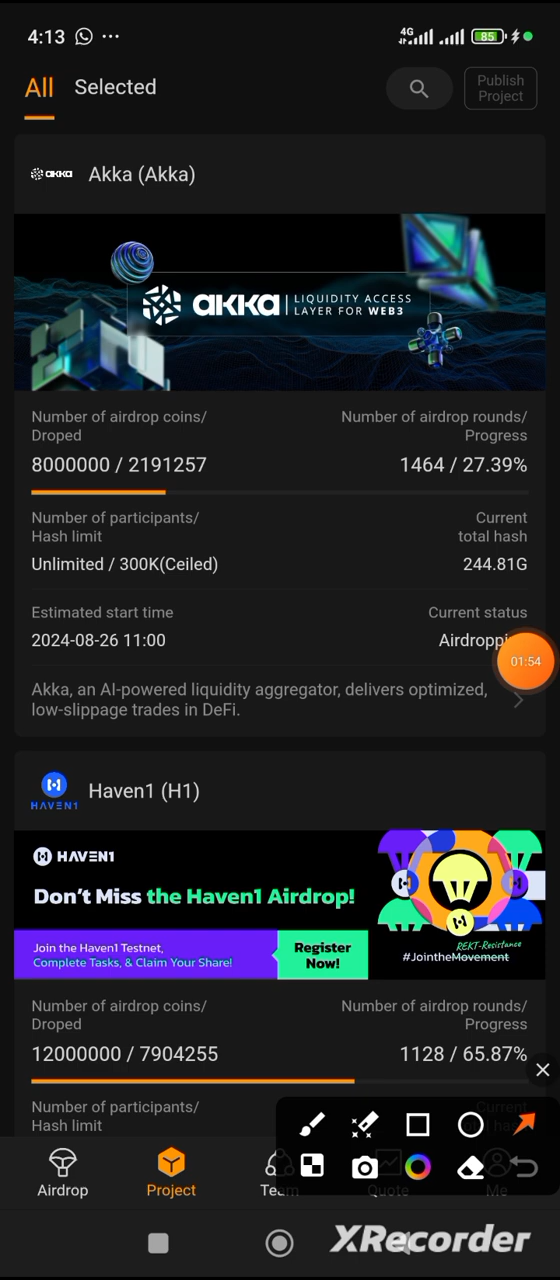 4:13
4G
85
All
Selected
Publish
Project
akka
Akka (Akka)
akka
LIQUIDITY ACCESS
LAYER FOR WEB3
Number of airdrop coins/
Droped
Number of airdrop rounds/
Progress
8000000 / 2191257
1464 / 27.39%
Number of participants/
Hash limit
Current
total hash
Unlimited / 300K(Ceiled)
244.81G
Estimated start time
Current status
2024-08-26 11:00
Airdroppi
01:54
Akka, an AI-powered liquidity aggregator, delivers optimized,
low-slippage trades in DeFi.
HAVEN1
Haven1 (H1)
HAVEN1
Don't Miss the Haven1 Airdrop!
Join the Haven1 Testnet,
Complete Tasks, & Claim Your Share!
Register
Now!
REKT-Resistance
#JointheMovement
Number of airdrop coins/
Droped
Number of airdrop rounds/
Progress
12000000 / 7904255
1128 / 65.87%
Number of participants/
Hash limit
Current
Airdrop
Project
Team
Quote
Me
XRecorder